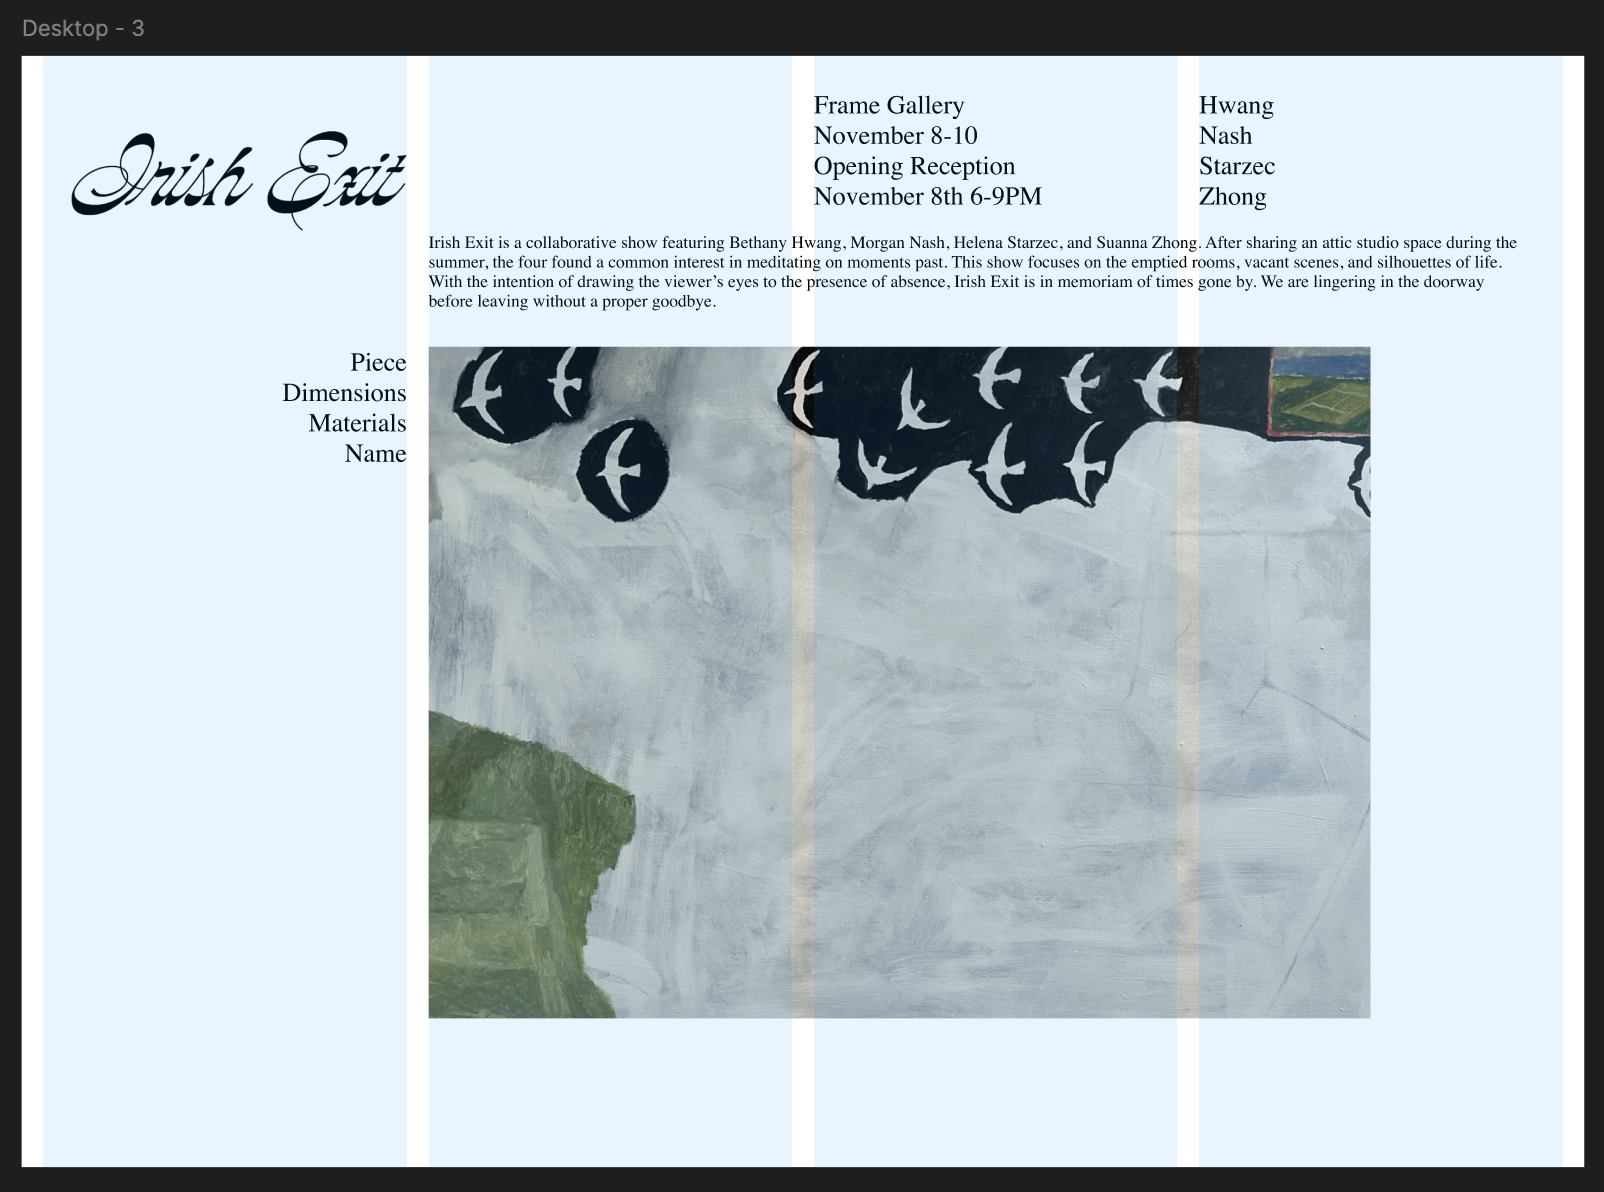 Desktop - 3
Irish Exit
Frame Gallery
November 8-10
Opening Reception
November 8th 6-9PM
Hwang
Nash
Starzec
Zhong
Irish Exit is a collaborative show featuring Bethany Hwang, Morgan Nash, Helena Starzec, and Suanna Zhong. After sharing an attic studio space during the
summer, the four found a common interest in meditating on moments past. This show focuses on the emptied rooms, vacant scenes, and silhouettes of life.
With the intention of drawing the viewer’s eyes to the presence of absence, Irish Exit is in memoriam of times gone by. We are lingering in the doorway
before leaving without a proper goodbye.
Piece
Dimensions
Materials
Name